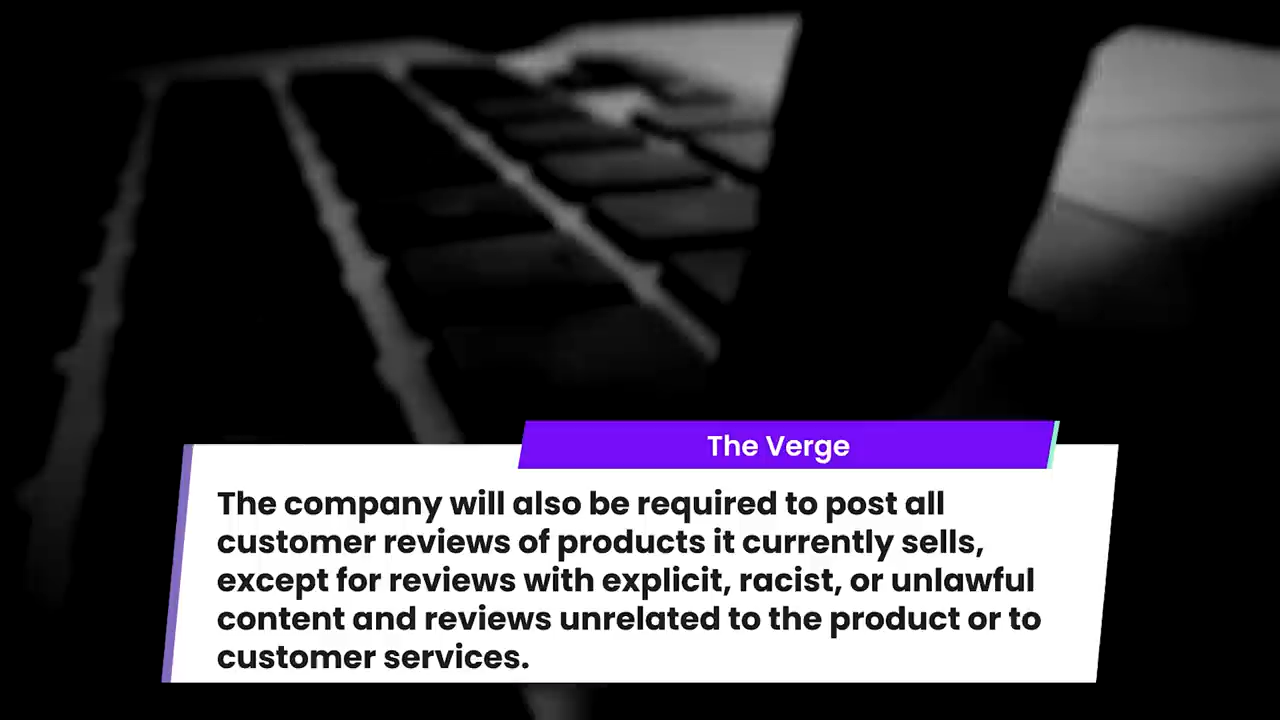 The Verge
The company will also be required to post all
customer reviews of products it currently sells,
except for reviews with explicit, racist, or unlawful
content and reviews unrelated to the product or to
customer services.